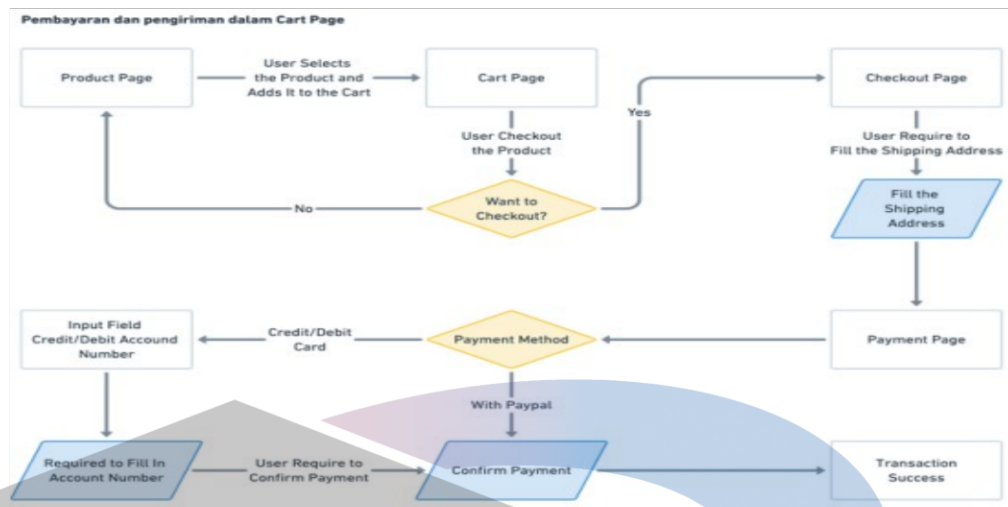 Pembayaran dan pengiriman dalam Cart Page
Product Page
User Selects
the Product and
Adds It to the Cart
Cart Page
Checkout Page
Yes
User Checkout
the Product
User Require to
Fill the Shipping Address
No
Want to
Checkout?
Fill the
Shipping
Address
Input Field
Credit/Debit Accound
Number
Credit/Debit
Card
Payment Method
Payment Page
With Paypal
Required to Fill In
Account Number
User Require to
Confirm Payment
Confirm Payment
Transaction
Success